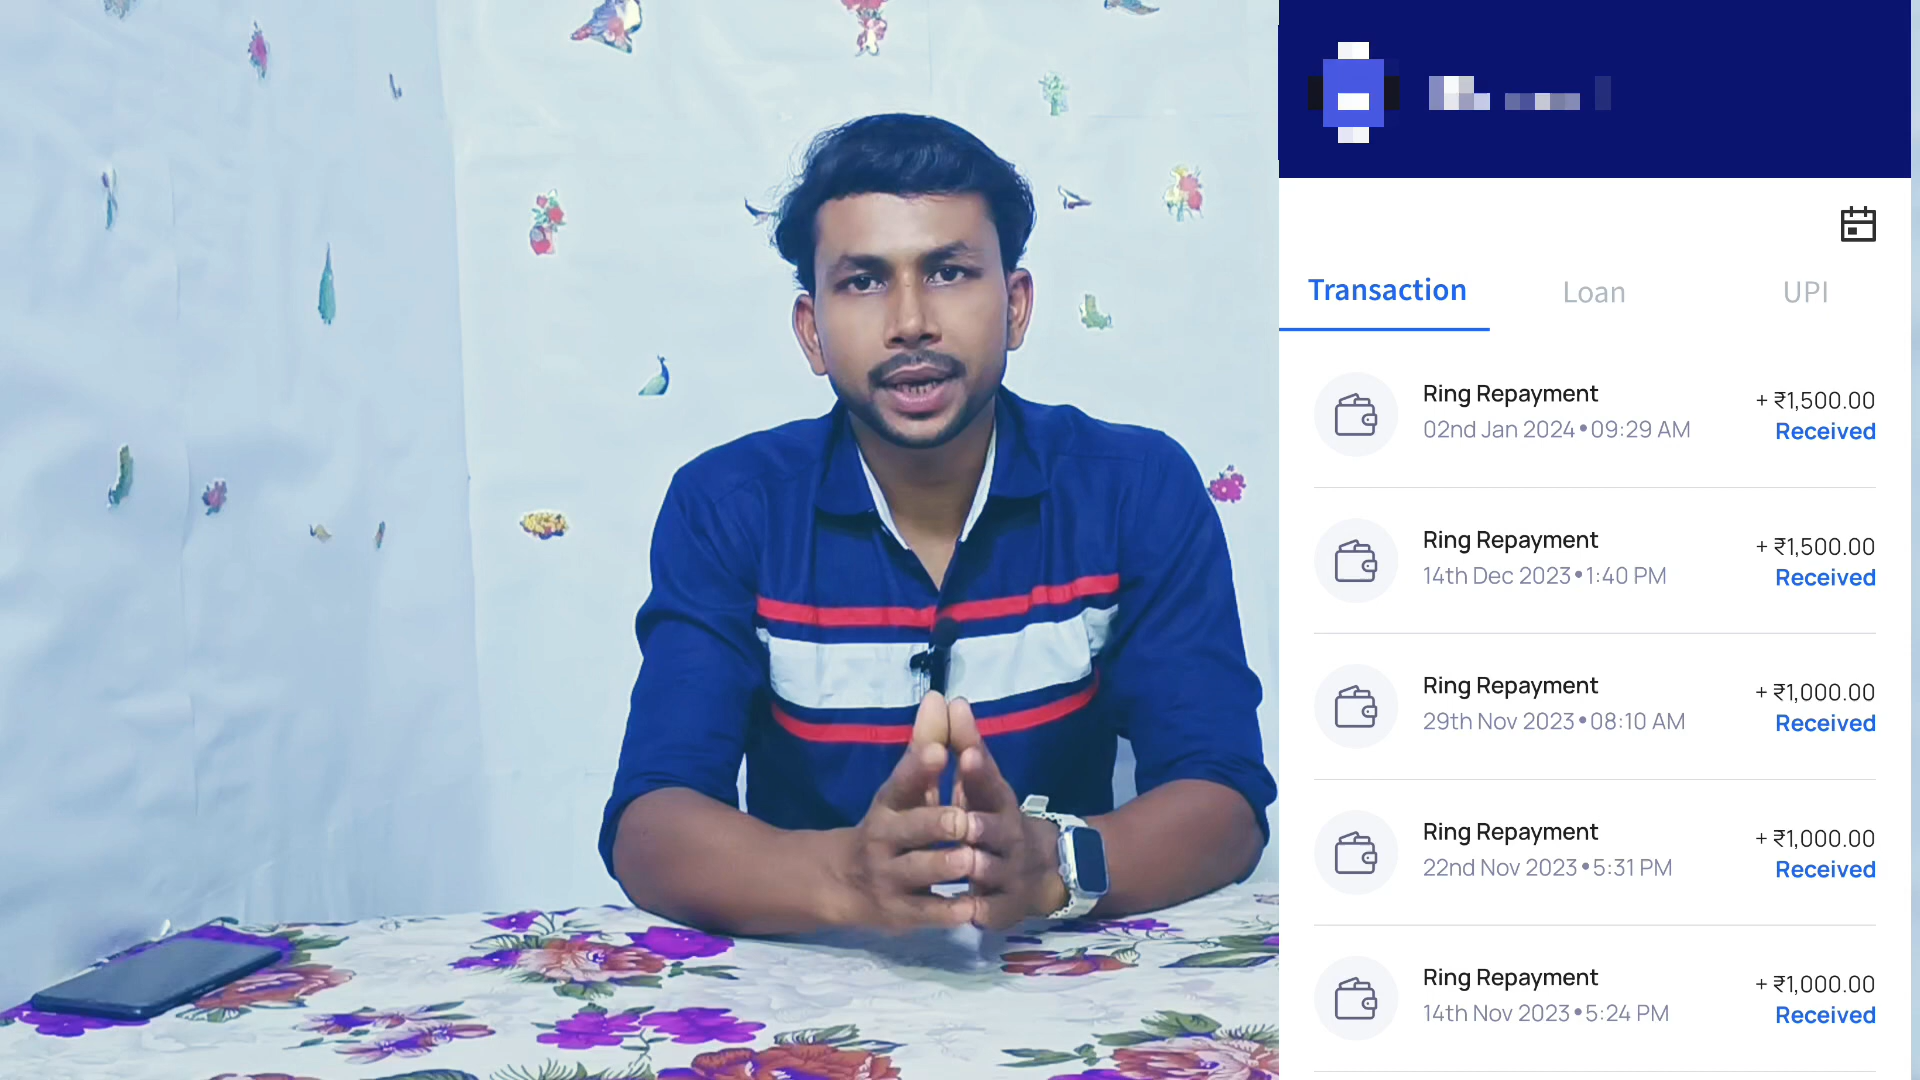 Transaction
Loan
UPI
Ring Repayment
+ ₹1,500.00
02nd Jan 2024•09:29 AM
Received
Ring Repayment
+ ₹1,500.00
14th Dec 2023•1:40 PM
Received
Ring Repayment
+ ₹1,000.00
29th Nov 2023•08:10 AM
Received
Ring Repayment
+ ₹1,000.00
22nd Nov 2023•5:31 PM
Received
Ring Repayment
+ ₹1,000.00
14th Nov 2023•5:24 PM
Received